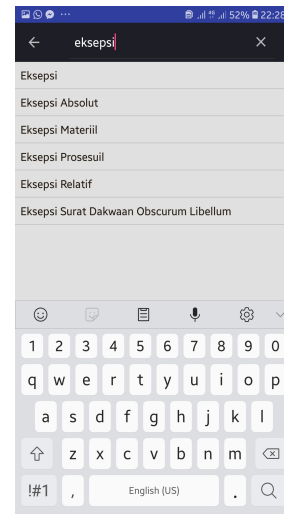 52% 22:28
eksepsi
Eksepsi
Eksepsi Absolut
Eksepsi Materiil
Eksepsi Prosesuil
Eksepsi Relatif
Eksepsi Surat Dakwaan Obscurum Libellum
1 2 3 4 5 6 7 8 9 0
q w e r t y u i o p
a s d f g h j k l
z x c v b n m
!#1 , English (US) .